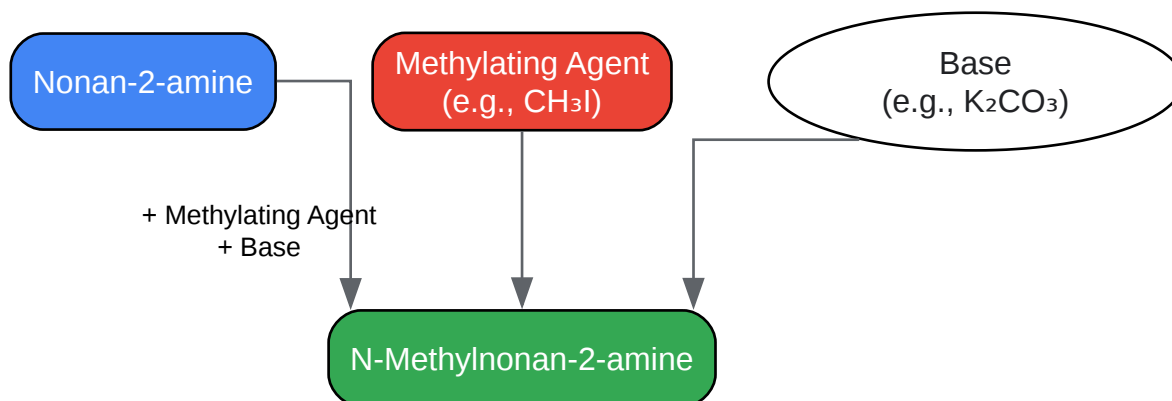 Nonan-2-amine
Methylating Agent
(e.g., CH₃I)
Base
(e.g., K₂CO₃)
+ Methylating Agent
+ Base
N-Methylnonan-2-amine